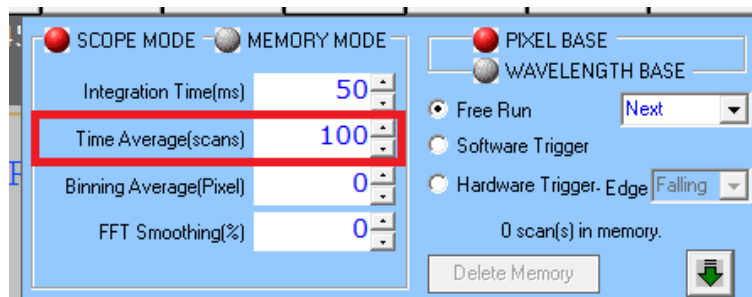 SCOPE MODE MEMORY MODE
Integration Time(ms) 50
Time Average(scans) 100
Binning Average(Pixel) 0
FFT Smoothing(%) 0
PIXEL BASE
WAVELENGTH BASE
Free Run Next
Software Trigger
Hardware Trigger- Edge Falling
0 scan(s) in memory.
Delete Memory